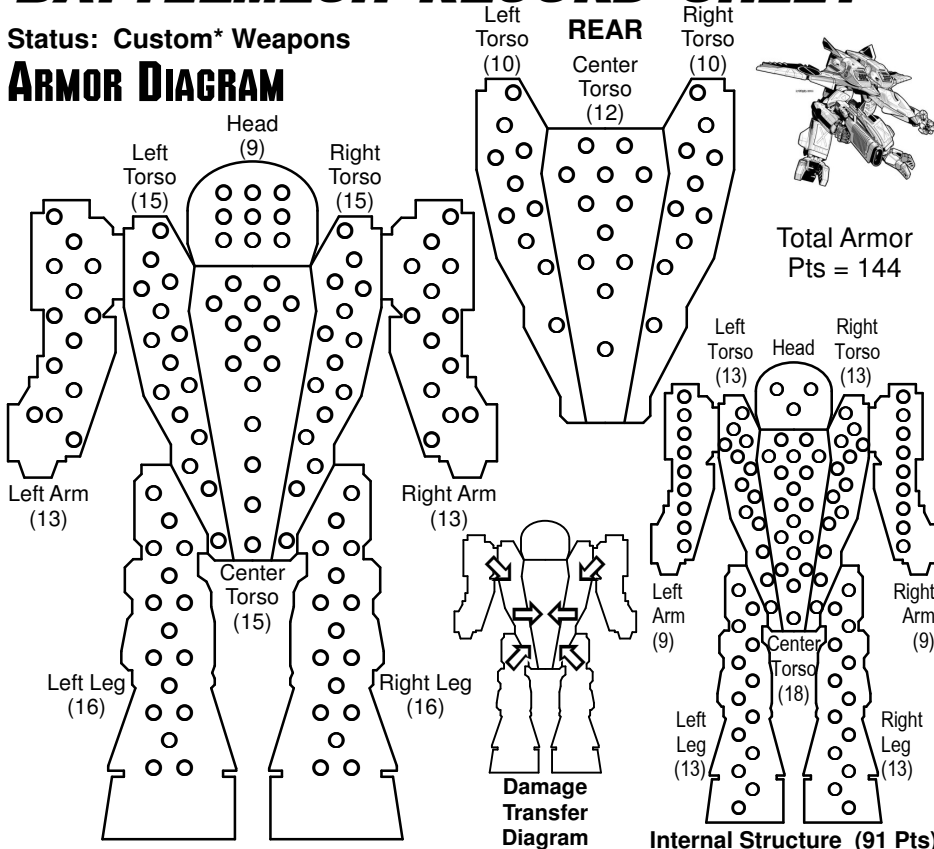 BATTLEMECH RECORD SHEET
Status: Custom* Weapons
ARMOR DIAGRAM
Head
(9)
Left
Torso
(15)
Right
Torso
(15)
Left
Torso
(10)
REAR
Center
Torso
(12)
Right
Torso
(10)
Total Armor
Pts = 144
Left Arm
(13)
Right Arm
(13)
Center
Torso
(15)
Left Leg
(16)
Right Leg
(16)
Damage
Transfer
Diagram
Left
Torso
(13)
Head
Right
Torso
(13)
Left
Arm
(9)
Right
Arm
(9)
Center
Torso
(18)
Left
Leg
(13)
Right
Leg
(13)
Internal Structure (91 Pts)